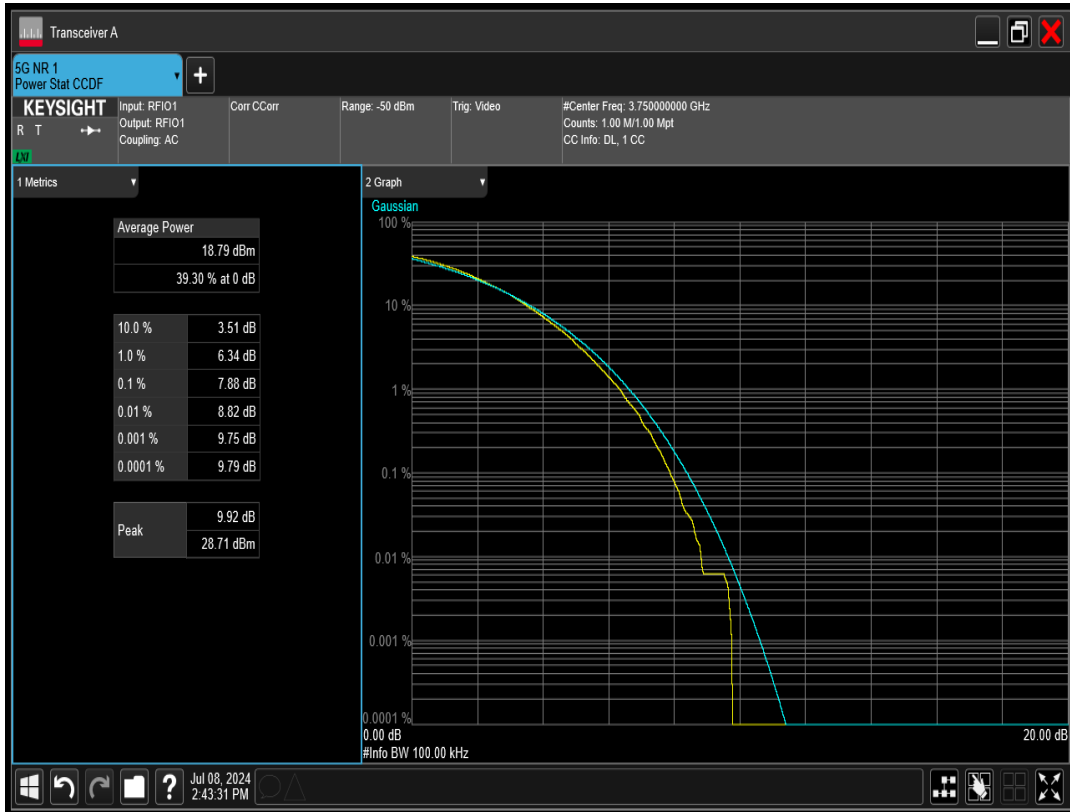 Transceiver A
5G NR 1
Power Stat CCDF
KEYSIGHT
R T
LXI
Input: RFIO1
Output: RFIO1
Coupling: AC
Corr CCorr
Range: -50 dBm
Trig: Video
#Center Freq: 3.750000000 GHz
Counts: 1.00 M/1.00 Mpt
CC Info: DL, 1 CC
1 Metrics
Average Power
18.79 dBm
39.30 % at 0 dB
10.0 % 3.51 dB
1.0 % 6.34 dB
0.1 % 7.88 dB
0.01 % 8.82 dB
0.001 % 9.75 dB
0.0001 % 9.79 dB
Peak
9.92 dB
28.71 dBm
2 Graph
Gaussian
100 %
10 %
1 %
0.1 %
0.01 %
0.001 %
0.0001 %
0.00 dB 20.00 dB
#Info BW 100.00 kHz
?
Jul 08, 2024
2:43:31 PM